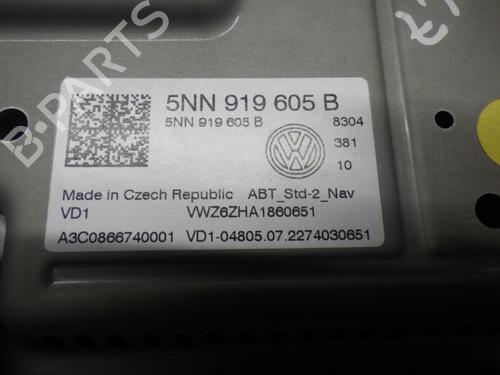 5NN 919 605 B
5NN 919 605 B 8304
381
10
Made in Czech Republic ABT_Std-2_Nav
VD1 VWZ6ZHA1860651
A3C0866740001 VD1-04805.07.2274030651
B-PARTS